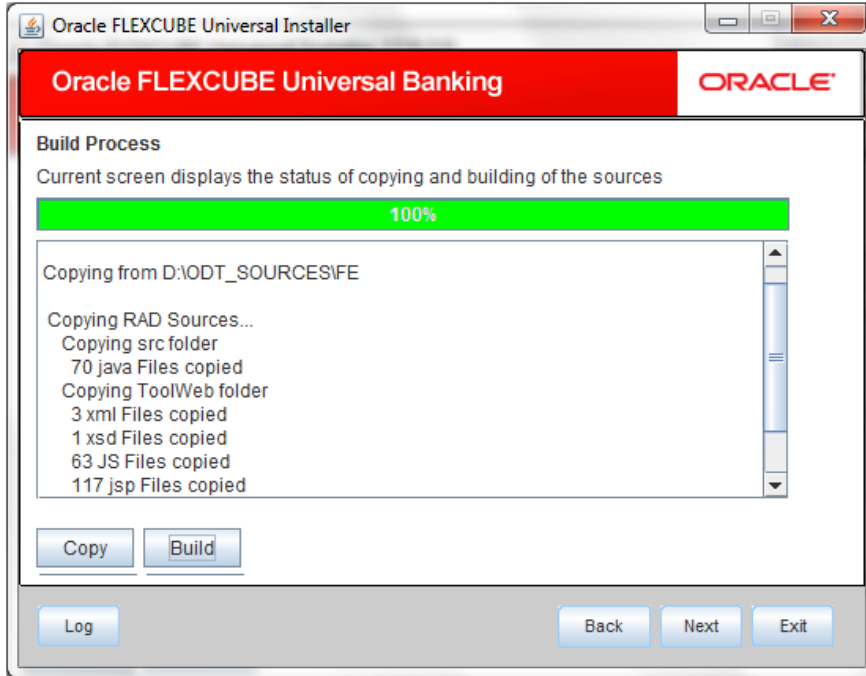 Oracle FLEXCUBE Universal Installer
Oracle FLEXCUBE Universal Banking
ORACLE
Build Process
Current screen displays the status of copying and building of the sources
100%
Copying from D:\ODT_SOURCES\FE
Copying RAD Sources...
Copying src folder
70 java Files copied
Copying ToolWeb folder
3 xml Files copied
1 xsd Files copied
63 JS Files copied
117 jsp Files copied
Copy Build
Log Back Next Exit